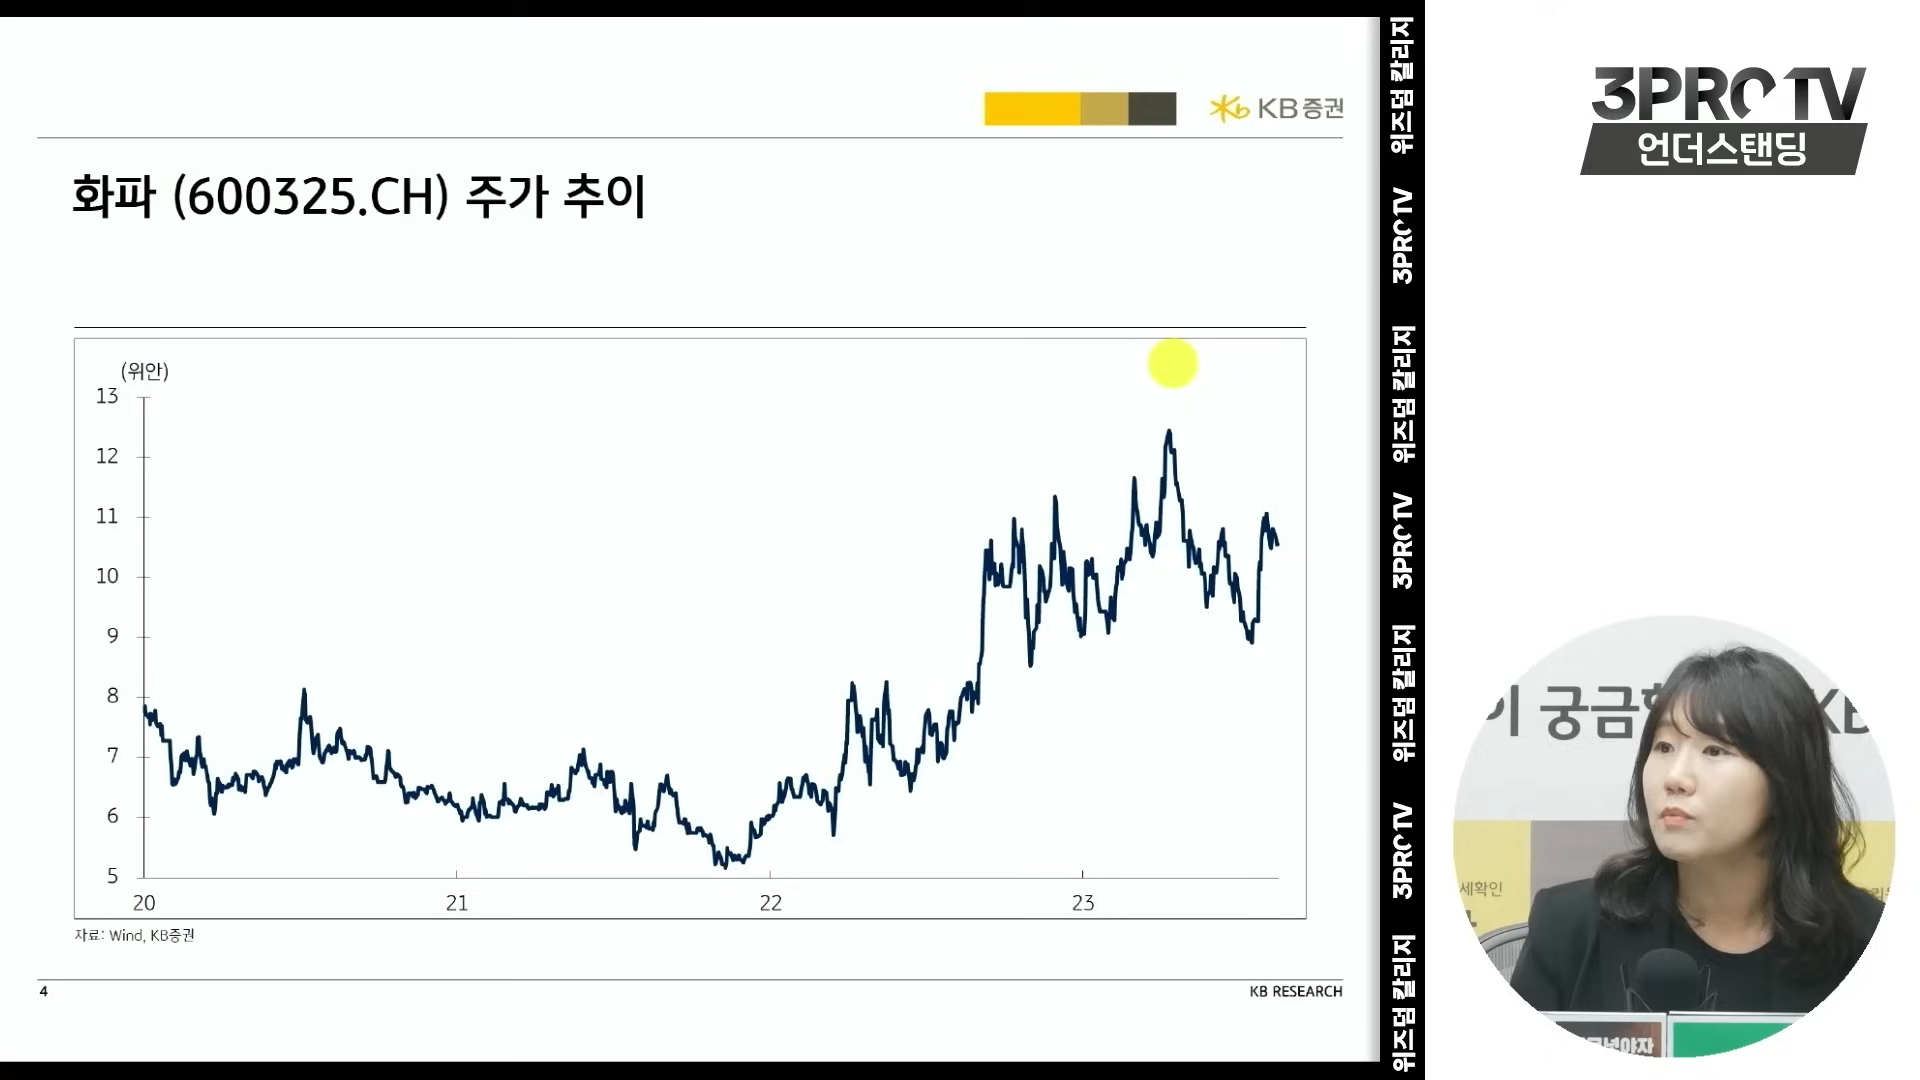 KB증권
화파 (600325.CH) 주가 추이
(위안)
13
12
11
10
9
8
7
6
5
20
21
22
23
자료: Wind, KB증권
4
KB RESEARCH
위즈덤 칼리지
3PROTV
위즈덤 칼리지
3PROTV
위즈덤 칼리지
3PROTV
위즈덤 칼리지
3PROTV
언더스탠딩
이 궁금
KB
세확인